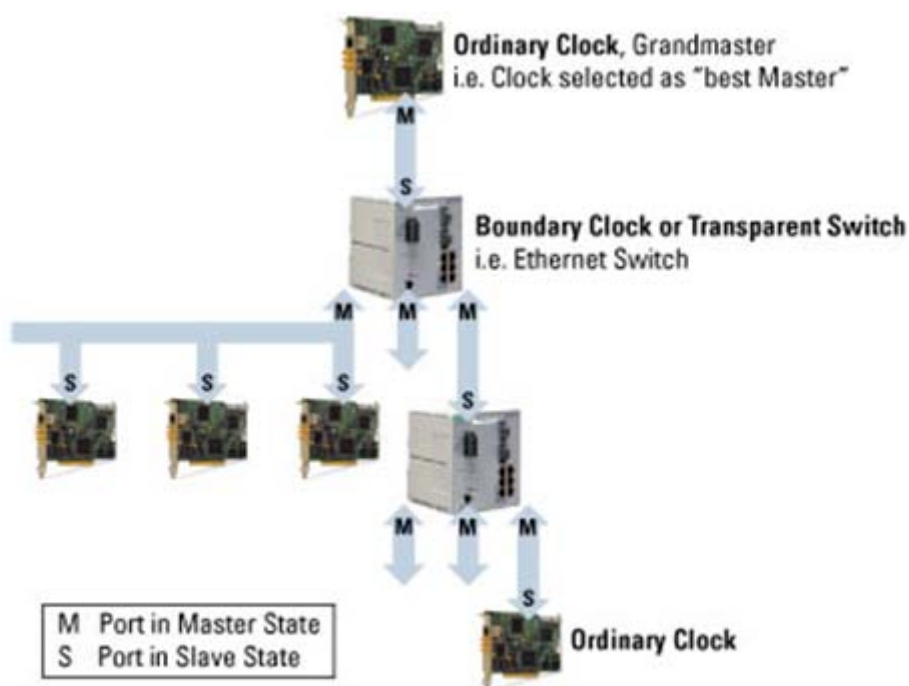 Ordinary Clock, Grandmaster
i.e. Clock selected as "best Master"
M
S
Boundary Clock or Transparent Switch
i.e. Ethernet Switch
M M M
S S S S
M M M
S
Ordinary Clock
M Port in Master State
S Port in Slave State